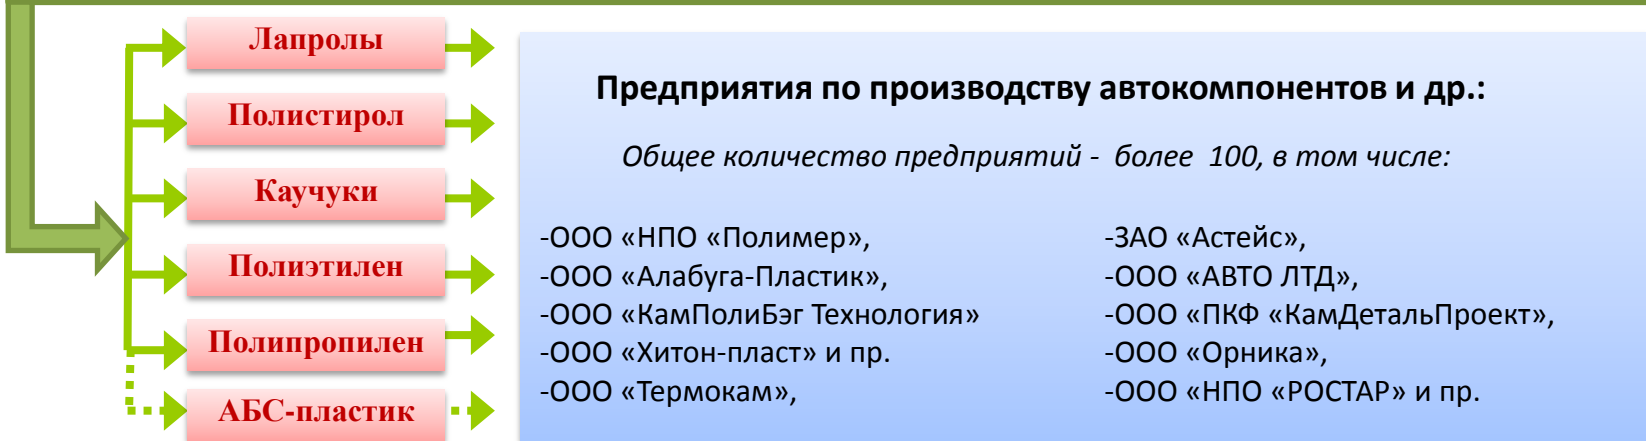 Лапролы
Полистирол
Каучуки
Полиэтилен
Полипропилен
АБС-пластик
Предприятия по производству автокомпонентов и др.:
Общее количество предприятий - более 100, в том числе:
-ООО «НПО «Полимер»,
-ООО «Алабуга-Пластик»,
-ООО «КамПолиБэг Технология»
-ООО «Хитон-пласт» и пр.
-ООО «Термокам»,
-ЗАО «Астейс»,
-ООО «АВТО ЛТД»,
-ООО «ПКФ «КамДетальПроект»,
-ООО «Орника»,
-ООО «НПО «РОСТАР» и пр.